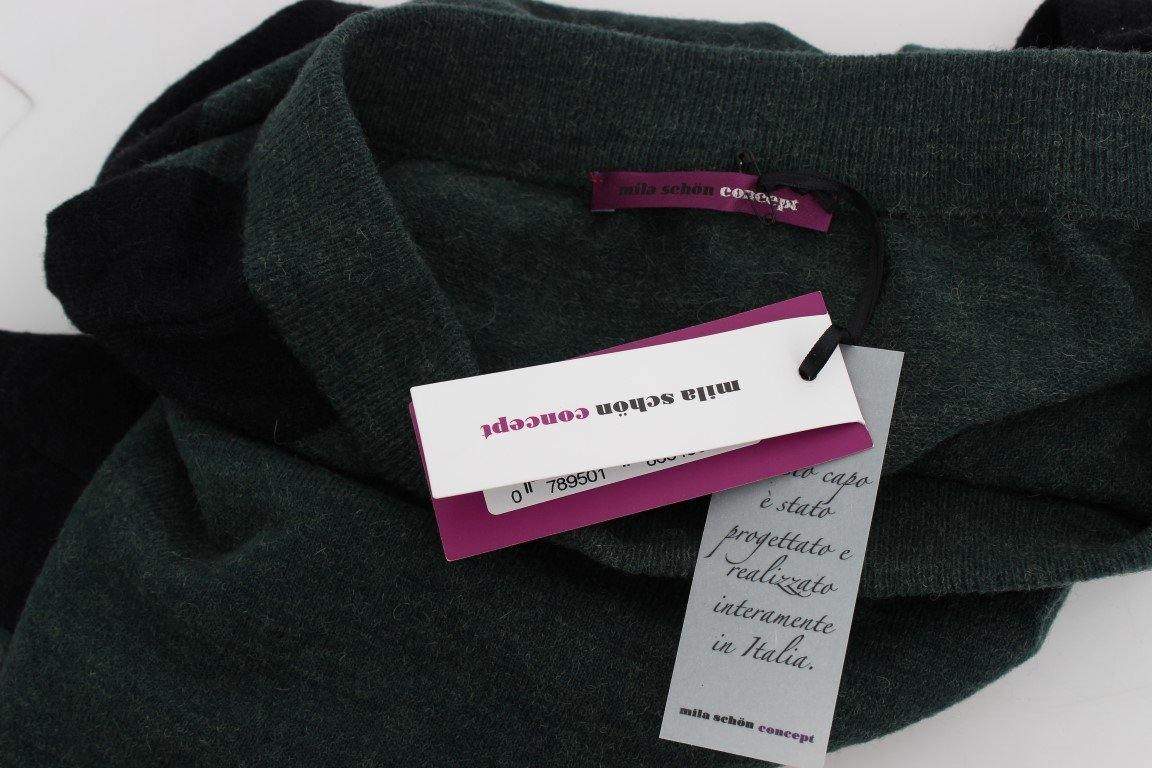 mila schön concept
mila schön concept
0 789501
capo
è stato
progettato e
realizzato
interamente
in Italia.
mila schön concept